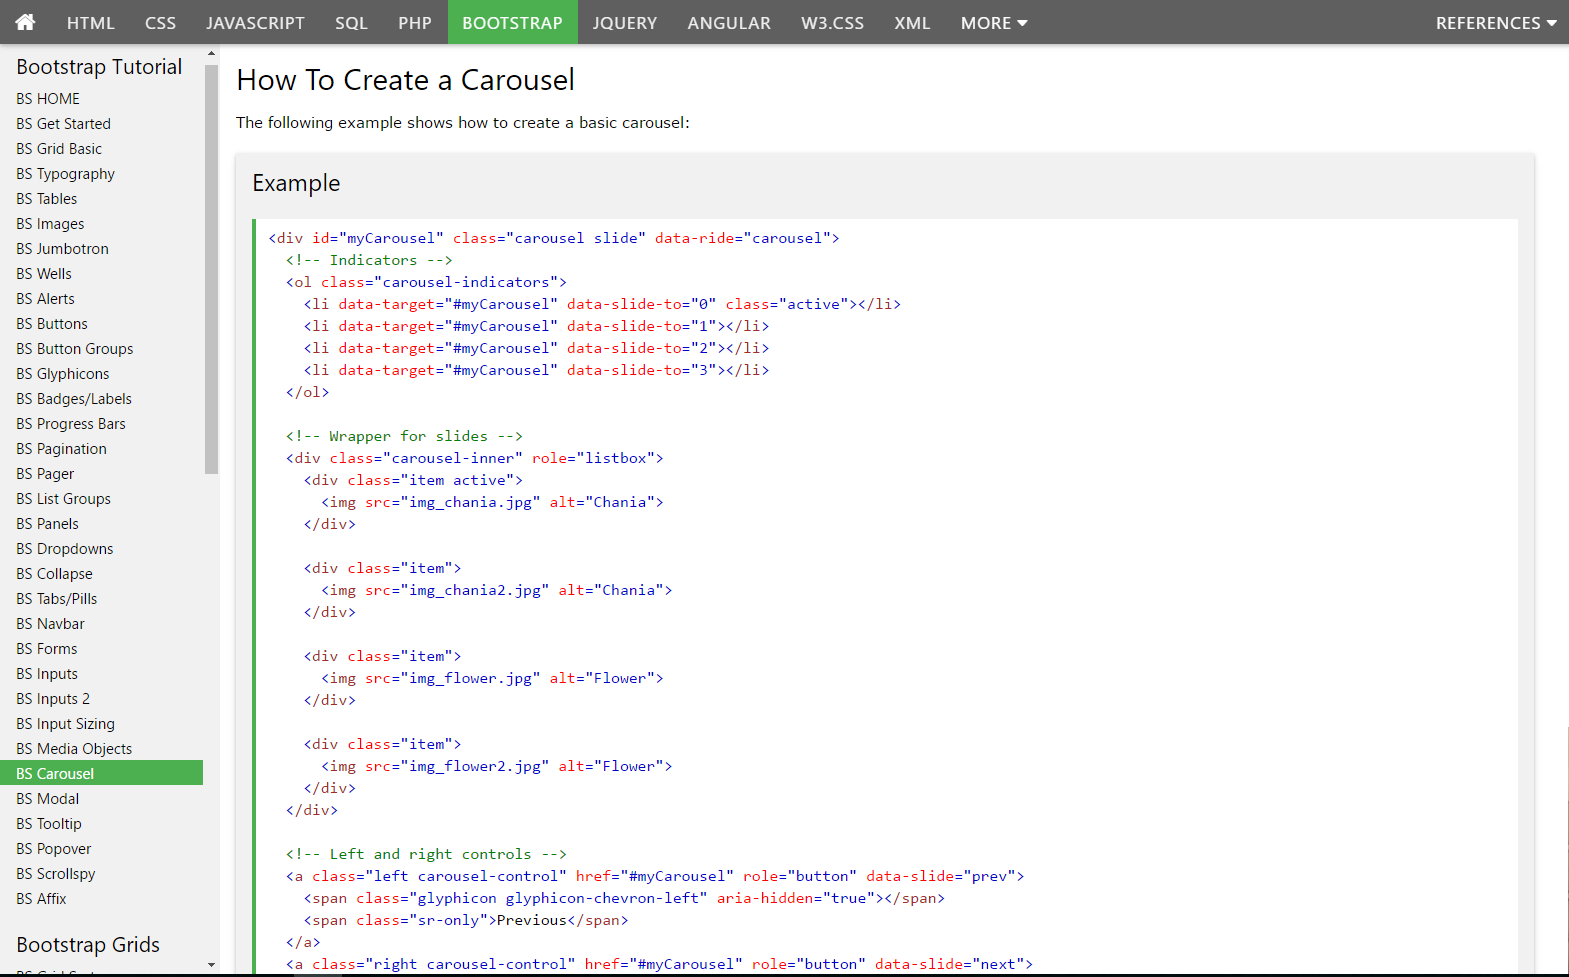 HTML CSS JAVASCRIPT SQL PHP BOOTSTRAP JQUERY ANGULAR W3.CSS XML MORE REFERENCES
Bootstrap Tutorial
BS HOME
BS Get Started
BS Grid Basic
BS Typography
BS Tables
BS Images
BS Jumbotron
BS Wells
BS Alerts
BS Buttons
BS Button Groups
BS Glyphicons
BS Badges/Labels
BS Progress Bars
BS Pagination
BS Pager
BS List Groups
BS Panels
BS Dropdowns
BS Collapse
BS Tabs/Pills
BS Navbar
BS Forms
BS Inputs
BS Inputs 2
BS Input Sizing
BS Media Objects
BS Carousel
BS Modal
BS Tooltip
BS Popover
BS Scrollspy
BS Affix
Bootstrap Grids
How To Create a Carousel
The following example shows how to create a basic carousel:
Example
<div id="myCarousel" class="carousel slide" data-ride="carousel">
  <!-- Indicators -->
  <ol class="carousel-indicators">
    <li data-target="#myCarousel" data-slide-to="0" class="active"></li>
    <li data-target="#myCarousel" data-slide-to="1"></li>
    <li data-target="#myCarousel" data-slide-to="2"></li>
    <li data-target="#myCarousel" data-slide-to="3"></li>
  </ol>
  <!-- Wrapper for slides -->
  <div class="carousel-inner" role="listbox">
    <div class="item active">
      <img src="img_chania.jpg" alt="Chania">
    </div>
    <div class="item">
      <img src="img_chania2.jpg" alt="Chania">
    </div>
    <div class="item">
      <img src="img_flower.jpg" alt="Flower">
    </div>
    <div class="item">
      <img src="img_flower2.jpg" alt="Flower">
    </div>
  </div>
  <!-- Left and right controls -->
  <a class="left carousel-control" href="#myCarousel" role="button" data-slide="prev">
    <span class="glyphicon glyphicon-chevron-left" aria-hidden="true"></span>
    <span class="sr-only">Previous</span>
  </a>
  <a class="right carousel-control" href="#myCarousel" role="button" data-slide="next">